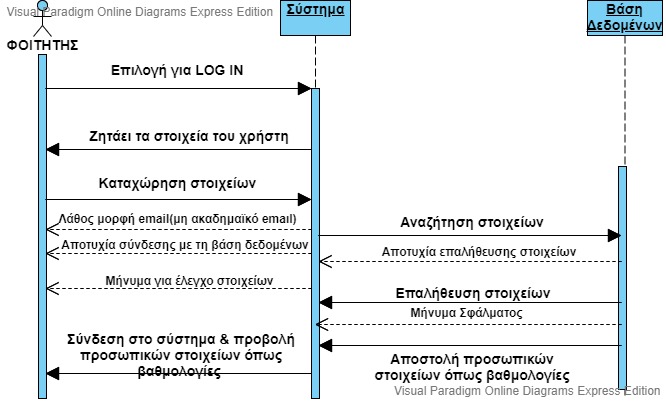 Visual Paradigm Online Diagrams Express Edition
Σύστημα
Βάση
Δεδομένων
ΦΟΙΤΗΤΗΣ
Επιλογή για LOG IN
Ζητάει τα στοιχεία του χρήστη
Καταχώρηση στοιχείων
Λάθος μορφή email(μη ακαδημαϊκό email)
Αναζήτηση στοιχείων
Αποτυχία σύνδεσης με τη βάση δεδομένων
Αποτυχία επαλήθευσης στοιχείων
Μήνυμα για έλεγχο στοιχείων
Επαλήθευση στοιχείων
Μήνυμα Σφάλματος
Σύνδεση στο σύστημα & προβολή
προσωπικών στοιχείων όπως
βαθμολογίες
Αποστολή προσωπικών
στοιχείων όπως βαθμολογίες
Visual Paradigm Online Diagrams Express Edition